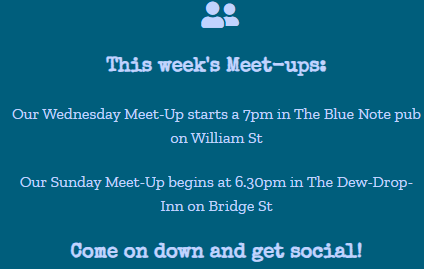 This week's Meet-ups:
Our Wednesday Meet-Up starts a 7pm in The Blue Note pub
on William St
Our Sunday Meet-Up begins at 6.30pm in The Dew-Drop-
Inn on Bridge St
Come on down and get social!